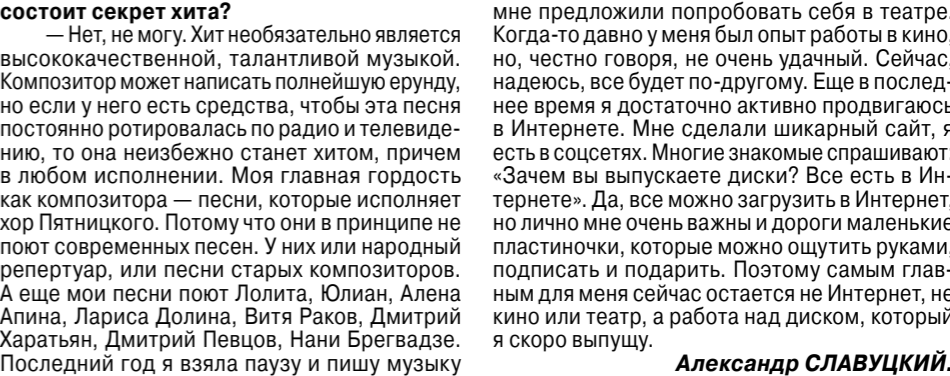 состоит секрет хита?
— Нет, не могу. Хит необязательно является
высококачественной, талантливой музыкой.
Композитор может написать полнейшую ерунду,
но если у него есть средства, чтобы эта песня
постоянно ротировалась по радио и телевиде-
нию, то она неизбежно станет хитом, причем
в любом исполнении. Моя главная гордость
как композитора — песни, которые исполняет
хор Пятницкого. Потому что они в принципе не
поют современных песен. У них или народный
репертуар, или песни старых композиторов.
А еще мои песни поют Лолита, Юлиан, Алена
Апина, Лариса Долина, Витя Раков, Дмитрий
Харатьян, Дмитрий Певцов, Нани Брегвадзе.
Последний год я взяла паузу и пишу музыку
мне предложили попробовать себя в театре.
Когда-то давно у меня был опыт работы в кино,
но, честно говоря, не очень удачный. Сейчас,
надеюсь, все будет по-другому. Еще в послед-
нее время я достаточно активно продвигаюсь
в Интернете. Мне сделали шикарный сайт, я
есть в соцсетях. Многие знакомые спрашивают:
«Зачем вы выпускаете диски? Все есть в Ин-
тернете». Да, все можно загрузить в Интернет,
но лично мне очень важны и дороги маленькие
пластиночки, которые можно ощутить руками,
подписать и подарить. Поэтому самым глав-
ным для меня сейчас остается не Интернет, не
кино или театр, а работа над диском, который
я скоро выпущу.
Александр СЛАВУЦКИЙ.